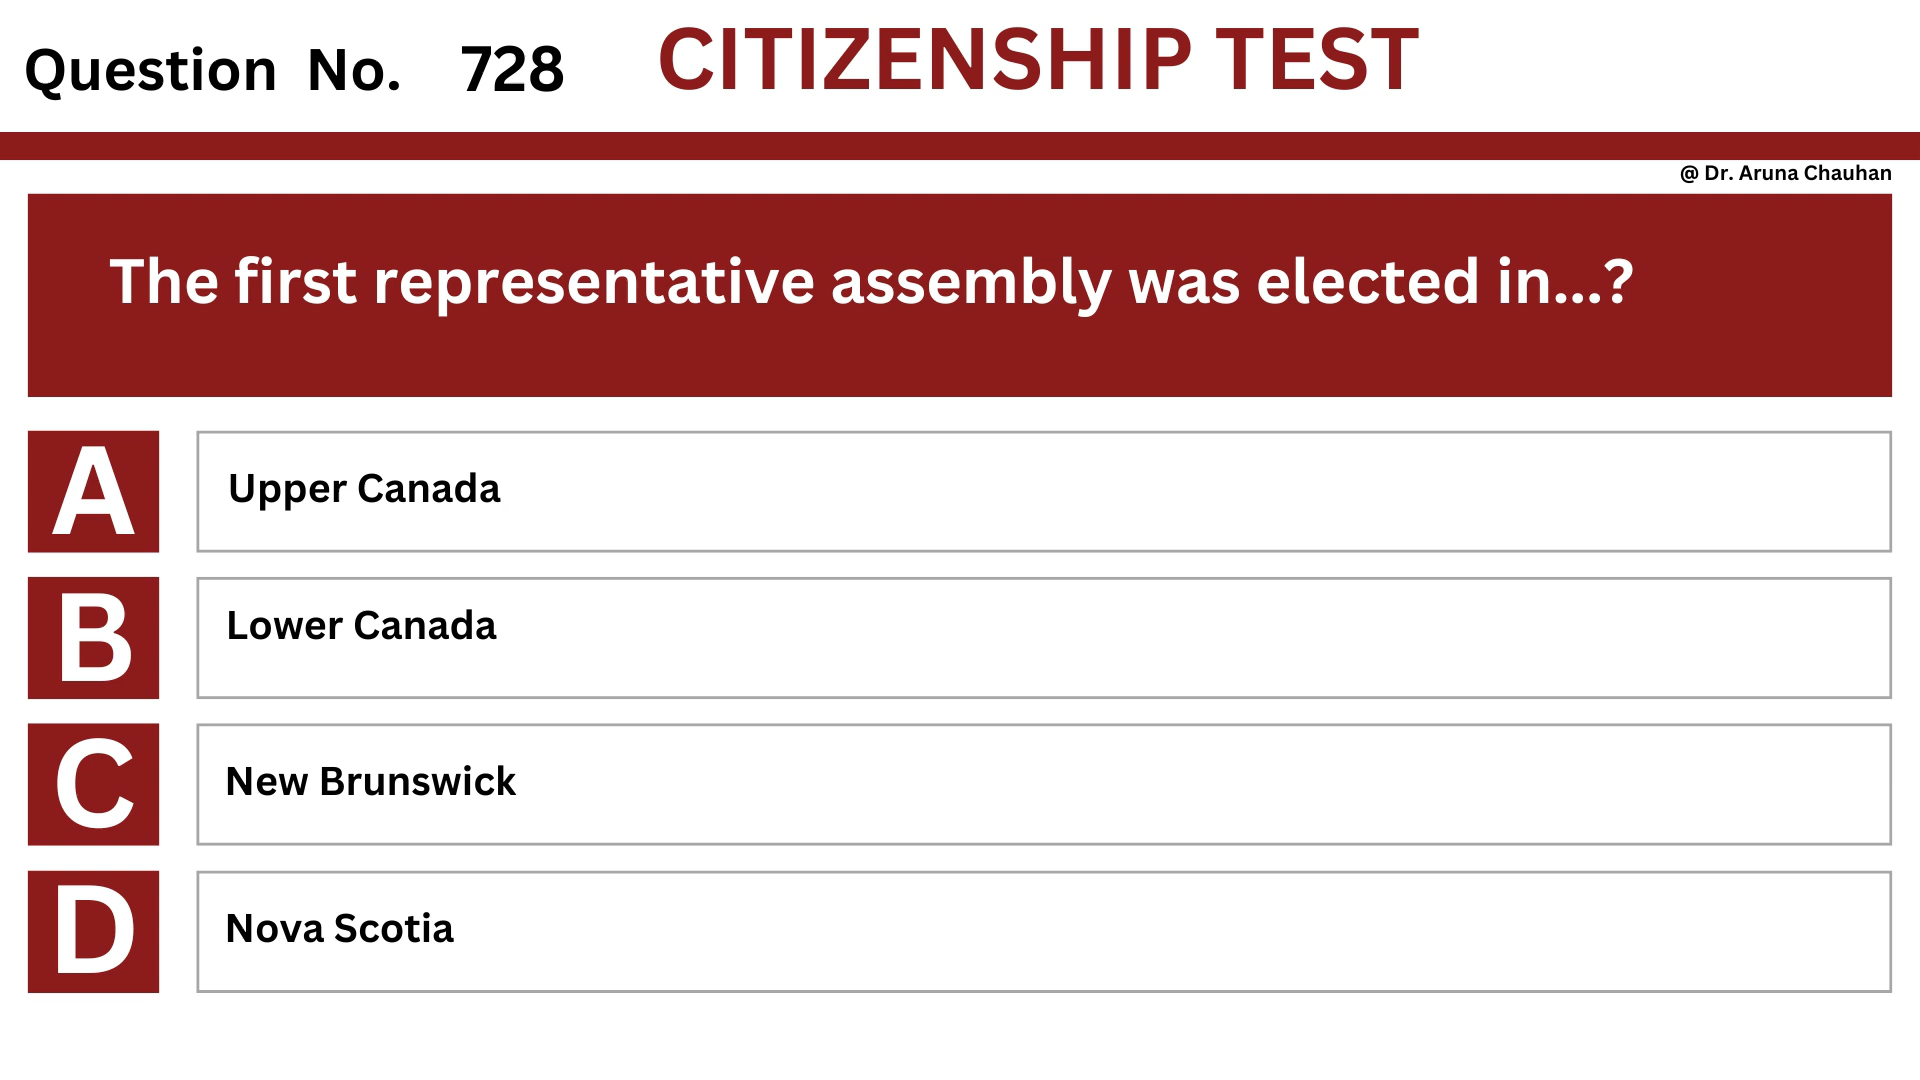 Question No. 728 CITIZENSHIP TEST
@ Dr. Aruna Chauhan
The first representative assembly was elected in...?
A Upper Canada
B Lower Canada
C New Brunswick
D Nova Scotia